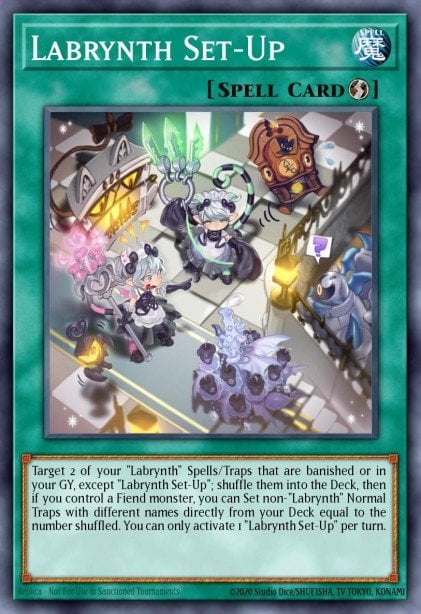 Labrynth Set-Up
SPELL
魔
[Spell Card]
?
Target 2 of your "Labrynth" Spells/Traps that are banished or in
your GY, except "Labrynth Set-Up"; shuffle them into the Deck, then
if you control a Fiend monster, you can Set non-"Labrynth" Normal
Traps with different names directly from your Deck equal to the
number shuffled. You can only activate 1 "Labrynth Set-Up" per turn.
Replica - Not For Use in Sanctioned Tournaments
©2020 Studio Dice/SHUEISHA, TV TOKYO, KONAMI